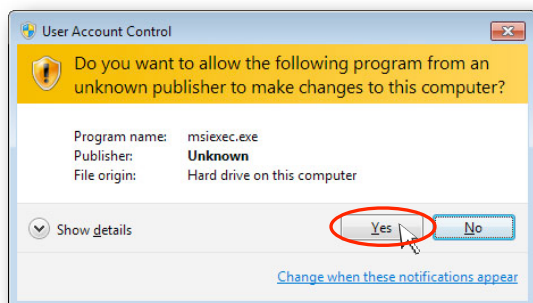 User Account Control
Do you want to allow the following program from an
unknown publisher to make changes to this computer?
Program name: msiexec.exe
Publisher: Unknown
File origin: Hard drive on this computer
Show details
Yes
No
Change when these notifications appear